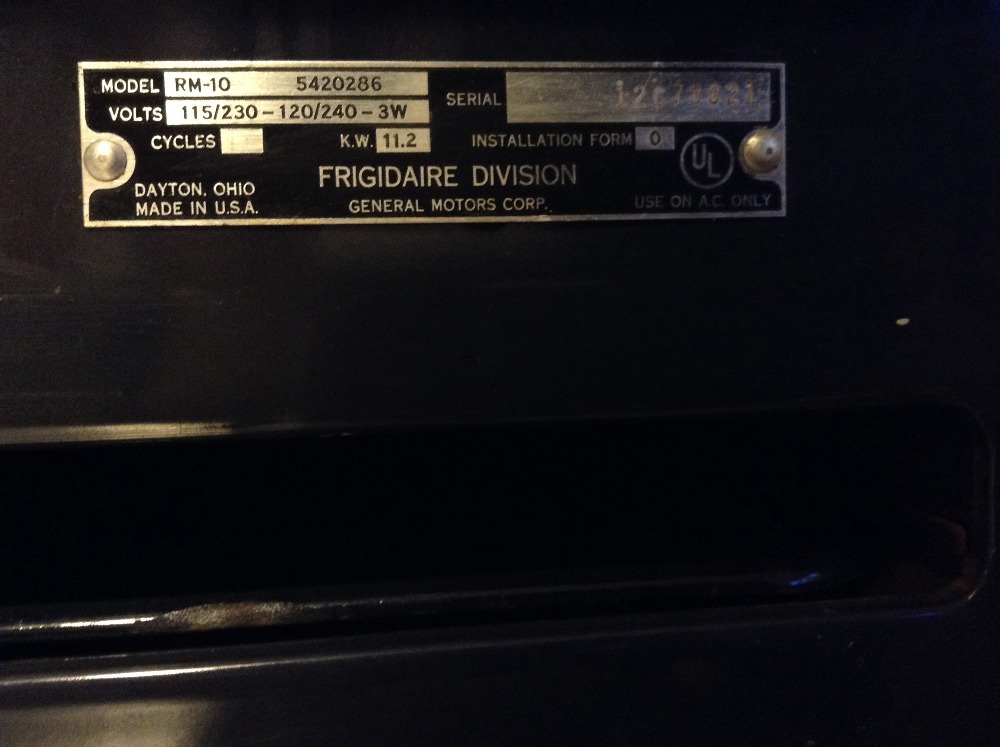 MODEL RM-10 5420286
VOLTS 115/230-120/240-3W
SERIAL
CYCLES K.W. 11.2 INSTALLATION FORM 0
UL
DAYTON, OHIO
MADE IN U.S.A.
FRIGIDAIRE DIVISION
GENERAL MOTORS CORP.
USE ON A.C. ONLY